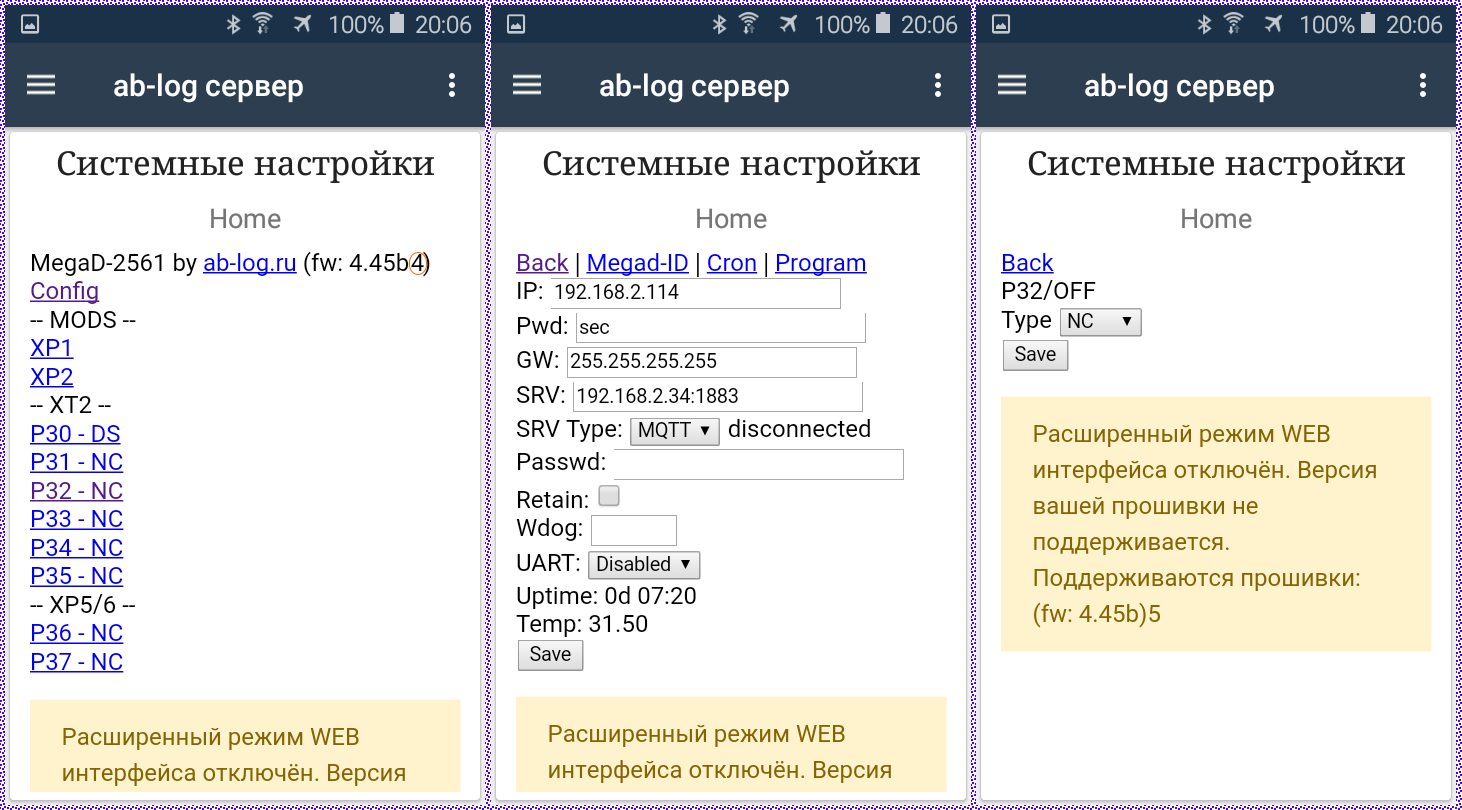 100% 20:06
ab-log сервер
Системные настройки
Home
MegaD-2561 by ab-log.ru (fw: 4.45b4)
Config
-- MODS --
XP1
XP2
-- XT2 --
P30 - DS
P31 - NC
P32 - NC
P33 - NC
P34 - NC
P35 - NC
-- XP5/6 --
P36 - NC
P37 - NC
Расширенный режим WEB
интерфейса отключён. Версия
100% 20:06
ab-log сервер
Системные настройки
Home
Back | Megad-ID | Cron | Program
IP: 192.168.2.114
Pwd: sec
GW: 255.255.255.255
SRV: 192.168.2.34:1883
SRV Type: MQTT disconnected
Passwd:
Retain:
Wdog:
UART: Disabled
Uptime: 0d 07:20
Temp: 31.50
Save
Расширенный режим WEB
интерфейса отключён. Версия
100% 20:06
ab-log сервер
Системные настройки
Home
Back
P32/OFF
Type NC
Save
Расширенный режим WEB
интерфейса отключён. Версия
вашей прошивки не
поддерживается.
Поддерживаются прошивки:
(fw: 4.45b)5